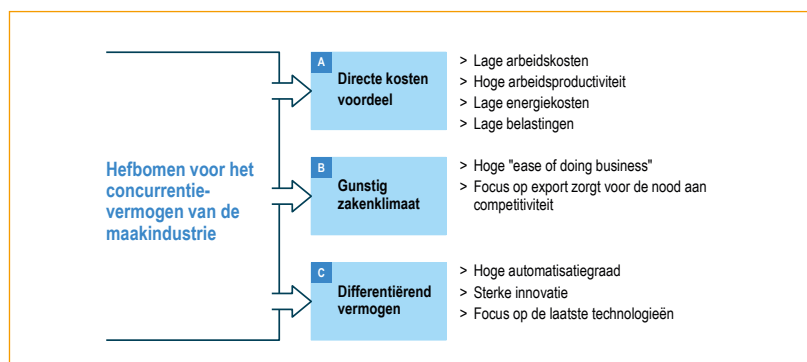 Hefbomen voor het
concurrentie-
vermogen van de
maakindustrie
A
Directe kosten
voordeel
> Lage arbeidskosten
> Hoge arbeidsproductiviteit
> Lage energiekosten
> Lage belastingen
B
Gunstig
zakenklimaat
> Hoge "ease of doing business"
> Focus op export zorgt voor de nood aan
competitiviteit
C
Differentiërend
vermogen
> Hoge automatisatiegraad
> Sterke innovatie
> Focus op de laatste technologieën